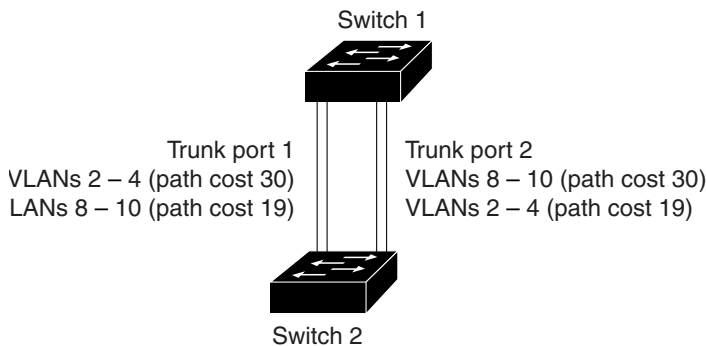 Switch 1
Trunk port 1
VLANs 2 – 4 (path cost 30)
LANs 8 – 10 (path cost 19)
Trunk port 2
VLANs 8 – 10 (path cost 30)
VLANs 2 – 4 (path cost 19)
Switch 2